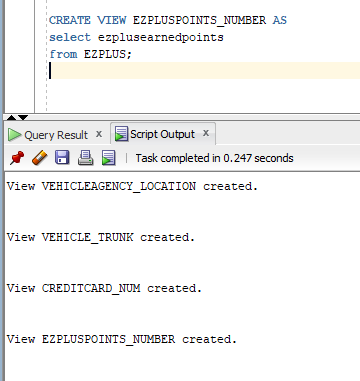 CREATE VIEW EZPLUSPOINTS_NUMBER AS
select ezplusearnedpoints
from EZPLUS;
Query Result x Script Output x
Task completed in 0.247 seconds
View VEHICLEAGENCY_LOCATION created.
View VEHICLE_TRUNK created.
View CREDITCARD_NUM created.
View EZPLUSPOINTS_NUMBER created.